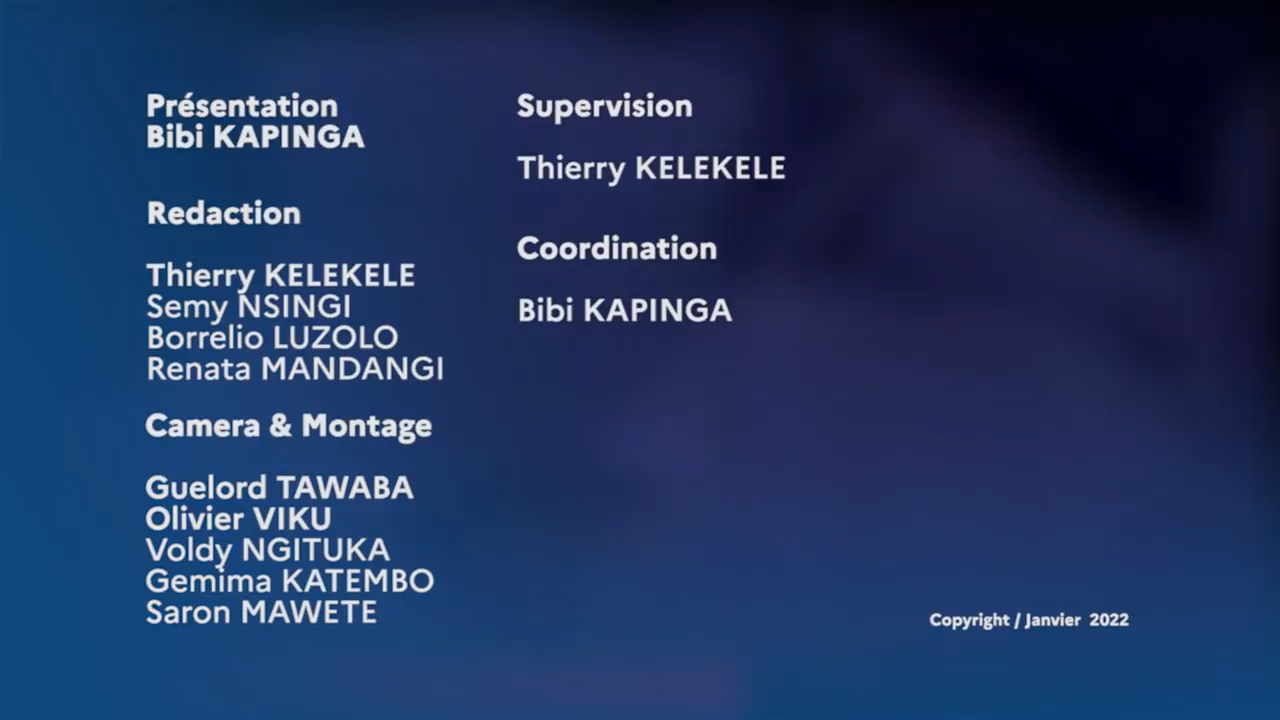 Présentation
Bibi KAPINGA
Redaction
Thierry KELEKELE
Semy NSINGI
Borrelio LUZOLO
Renata MANDANGI
Camera & Montage
Guelord TAWABA
Olivier VIKU
Voldy NGITUKA
Gemima KATEMBO
Saron MAWETE
Supervision
Thierry KELEKELE
Coordination
Bibi KAPINGA
Copyright / Janvier 2022